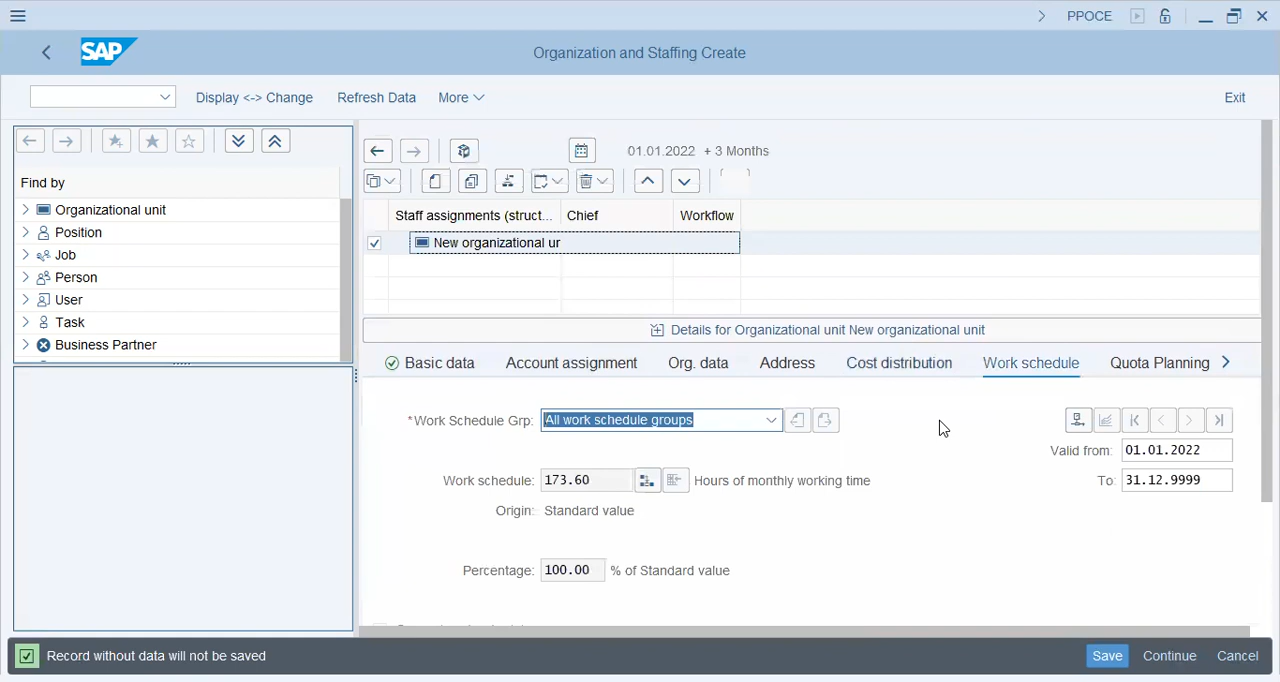 PPOCE
SAP
Organization and Staffing Create
Display <-> Change Refresh Data More Exit
01.01.2022 + 3 Months
Find by
Organizational unit
Position
Job
Person
User
Task
Business Partner
Staff assignments (struct... Chief Workflow
New organizational ur
Details for Organizational unit New organizational unit
Basic data Account assignment Org. data Address Cost distribution Work schedule Quota Planning
*Work Schedule Grp: All work schedule groups
Valid from: 01.01.2022
Work schedule: 173.60 Hours of monthly working time
To: 31.12.9999
Origin: Standard value
Percentage: 100.00 % of Standard value
Record without data will not be saved
Save Continue Cancel